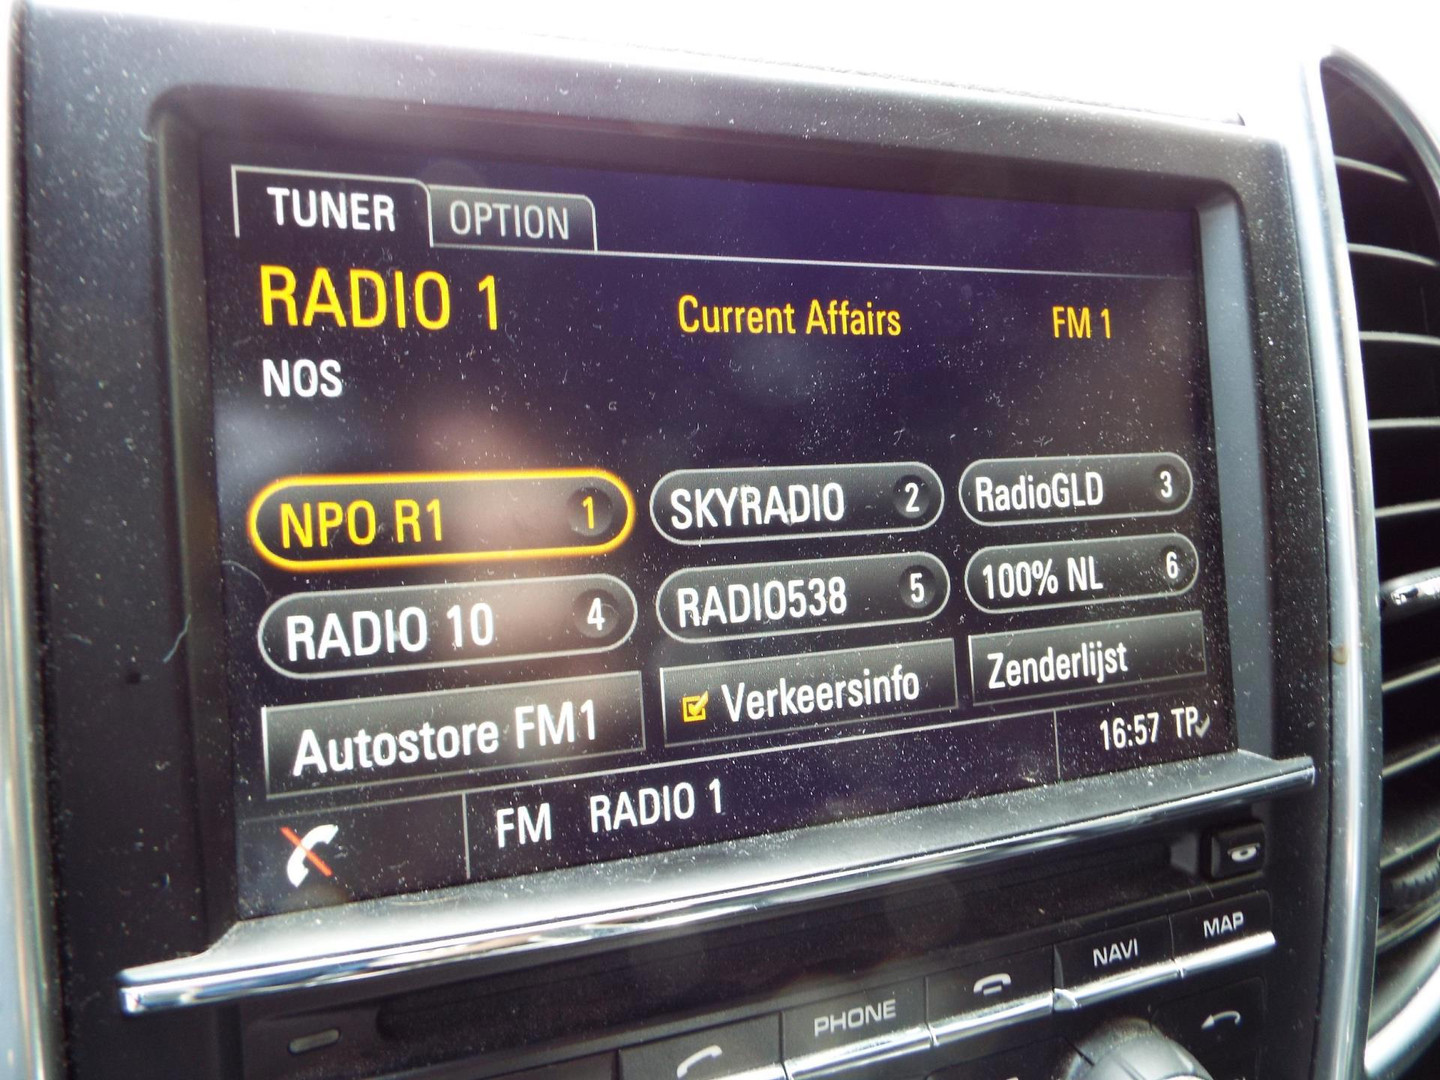 TUNER OPTION
RADIO 1 Current Affairs FM 1
NOS
NPO R1 1 SKYRADIO 2 RadioGLD 3
RADIO 10 4 RADIO538 5 100% NL 6
Autostore FM1 Verkeersinfo Zenderlijst
FM RADIO 1 16:57 TP
PHONE NAVI MAP